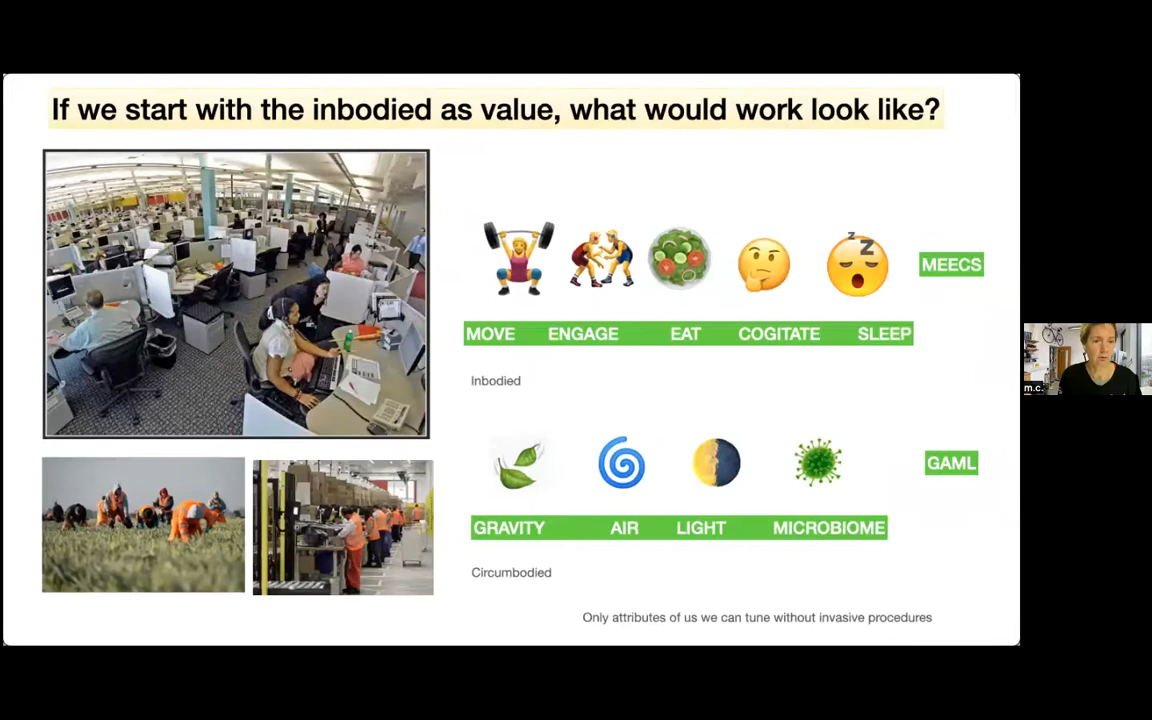 If we start with the inbodied as value, what would work look like?
z
z
z
MEECS
MOVE ENGAGE EAT COGITATE SLEEP
Inbodied
m.c.
GAML
GRAVITY AIR LIGHT MICROBIOME
Circumbodied
Only attributes of us we can tune without invasive procedures